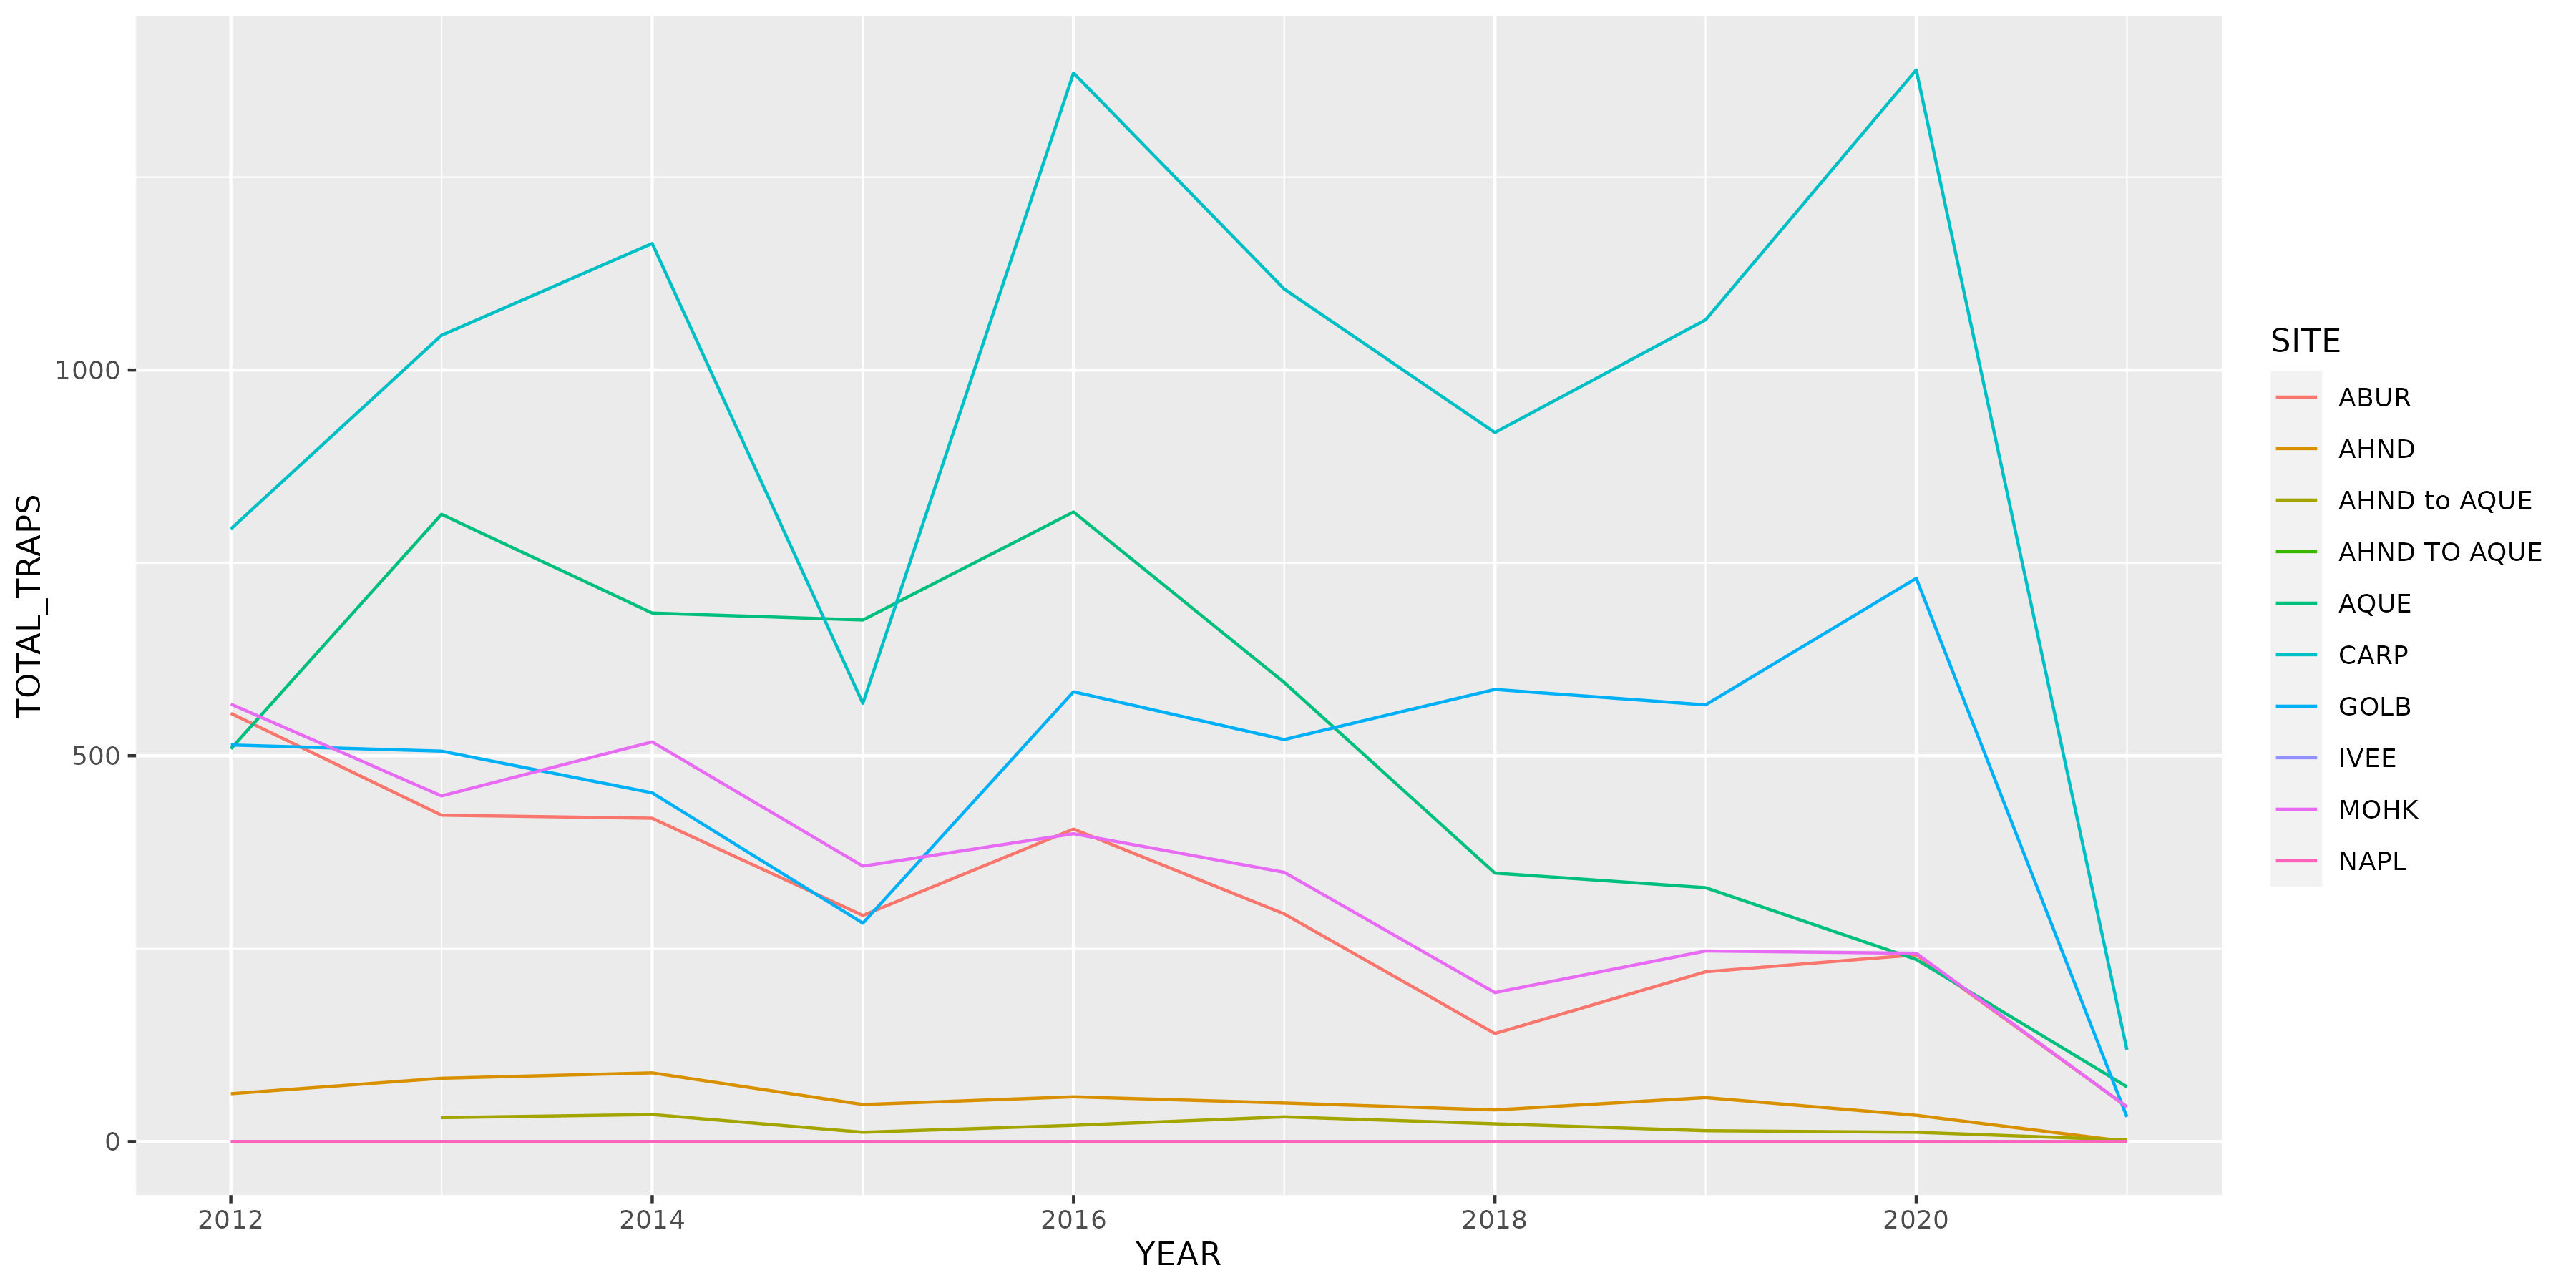 TOTAL_TRAPS
1000
500
0
2012
2014
2016
2018
2020
YEAR
SITE
ABUR
AHND
AHND to AQUE
AHND TO AQUE
AQUE
CARP
GOLB
IVEE
MOHK
NAPL